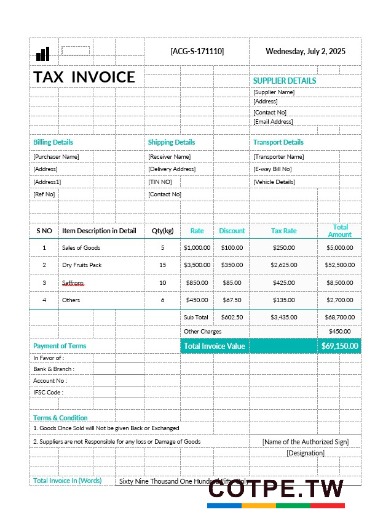 [ACG-S-171110] Wednesday, July 2, 2025
TAX INVOICE
SUPPLIER DETAILS
[Supplier Name]
[Address]
[Contact No]
[Email Address]
Billing Details Shipping Details Transport Details
[Purchaser Name] [Receiver Name] [Transporter Name]
[Address] [Delivery Address] [E-way Bill No]
[Address1] [TIN NO] [Vehicle Details]
[Ref No] [Contact No]
S NO Item Description in Detail Qty(kg) Rate Discount Tax Rate Total Amount
1 Sales of Goods 5 $1,000.00 $100.00 $250.00 $5,000.00
2 Dry Fruits Pack 15 $3,500.00 $350.00 $2,625.00 $52,500.00
3 Saffrons 10 $850.00 $85.00 $425.00 $8,500.00
4 Others 6 $450.00 $67.50 $135.00 $2,700.00
Sub Total $602.50 $3,435.00 $68,700.00
Other Charges $450.00
Payment of Terms Total Invoice Value $69,150.00
In Favor of :
Bank & Branch :
Account No :
IFSC Code :
Terms & Condition
1. Goods Once Sold will Not be given Back or Exchanged
2. Suppliers are not Responsible for any loss or Damage of Goods [Name of the Authorized Sign]
[Designation]
Total Invoice In (Words) Sixty Nine Thousand One Hundred
COTPE.TW